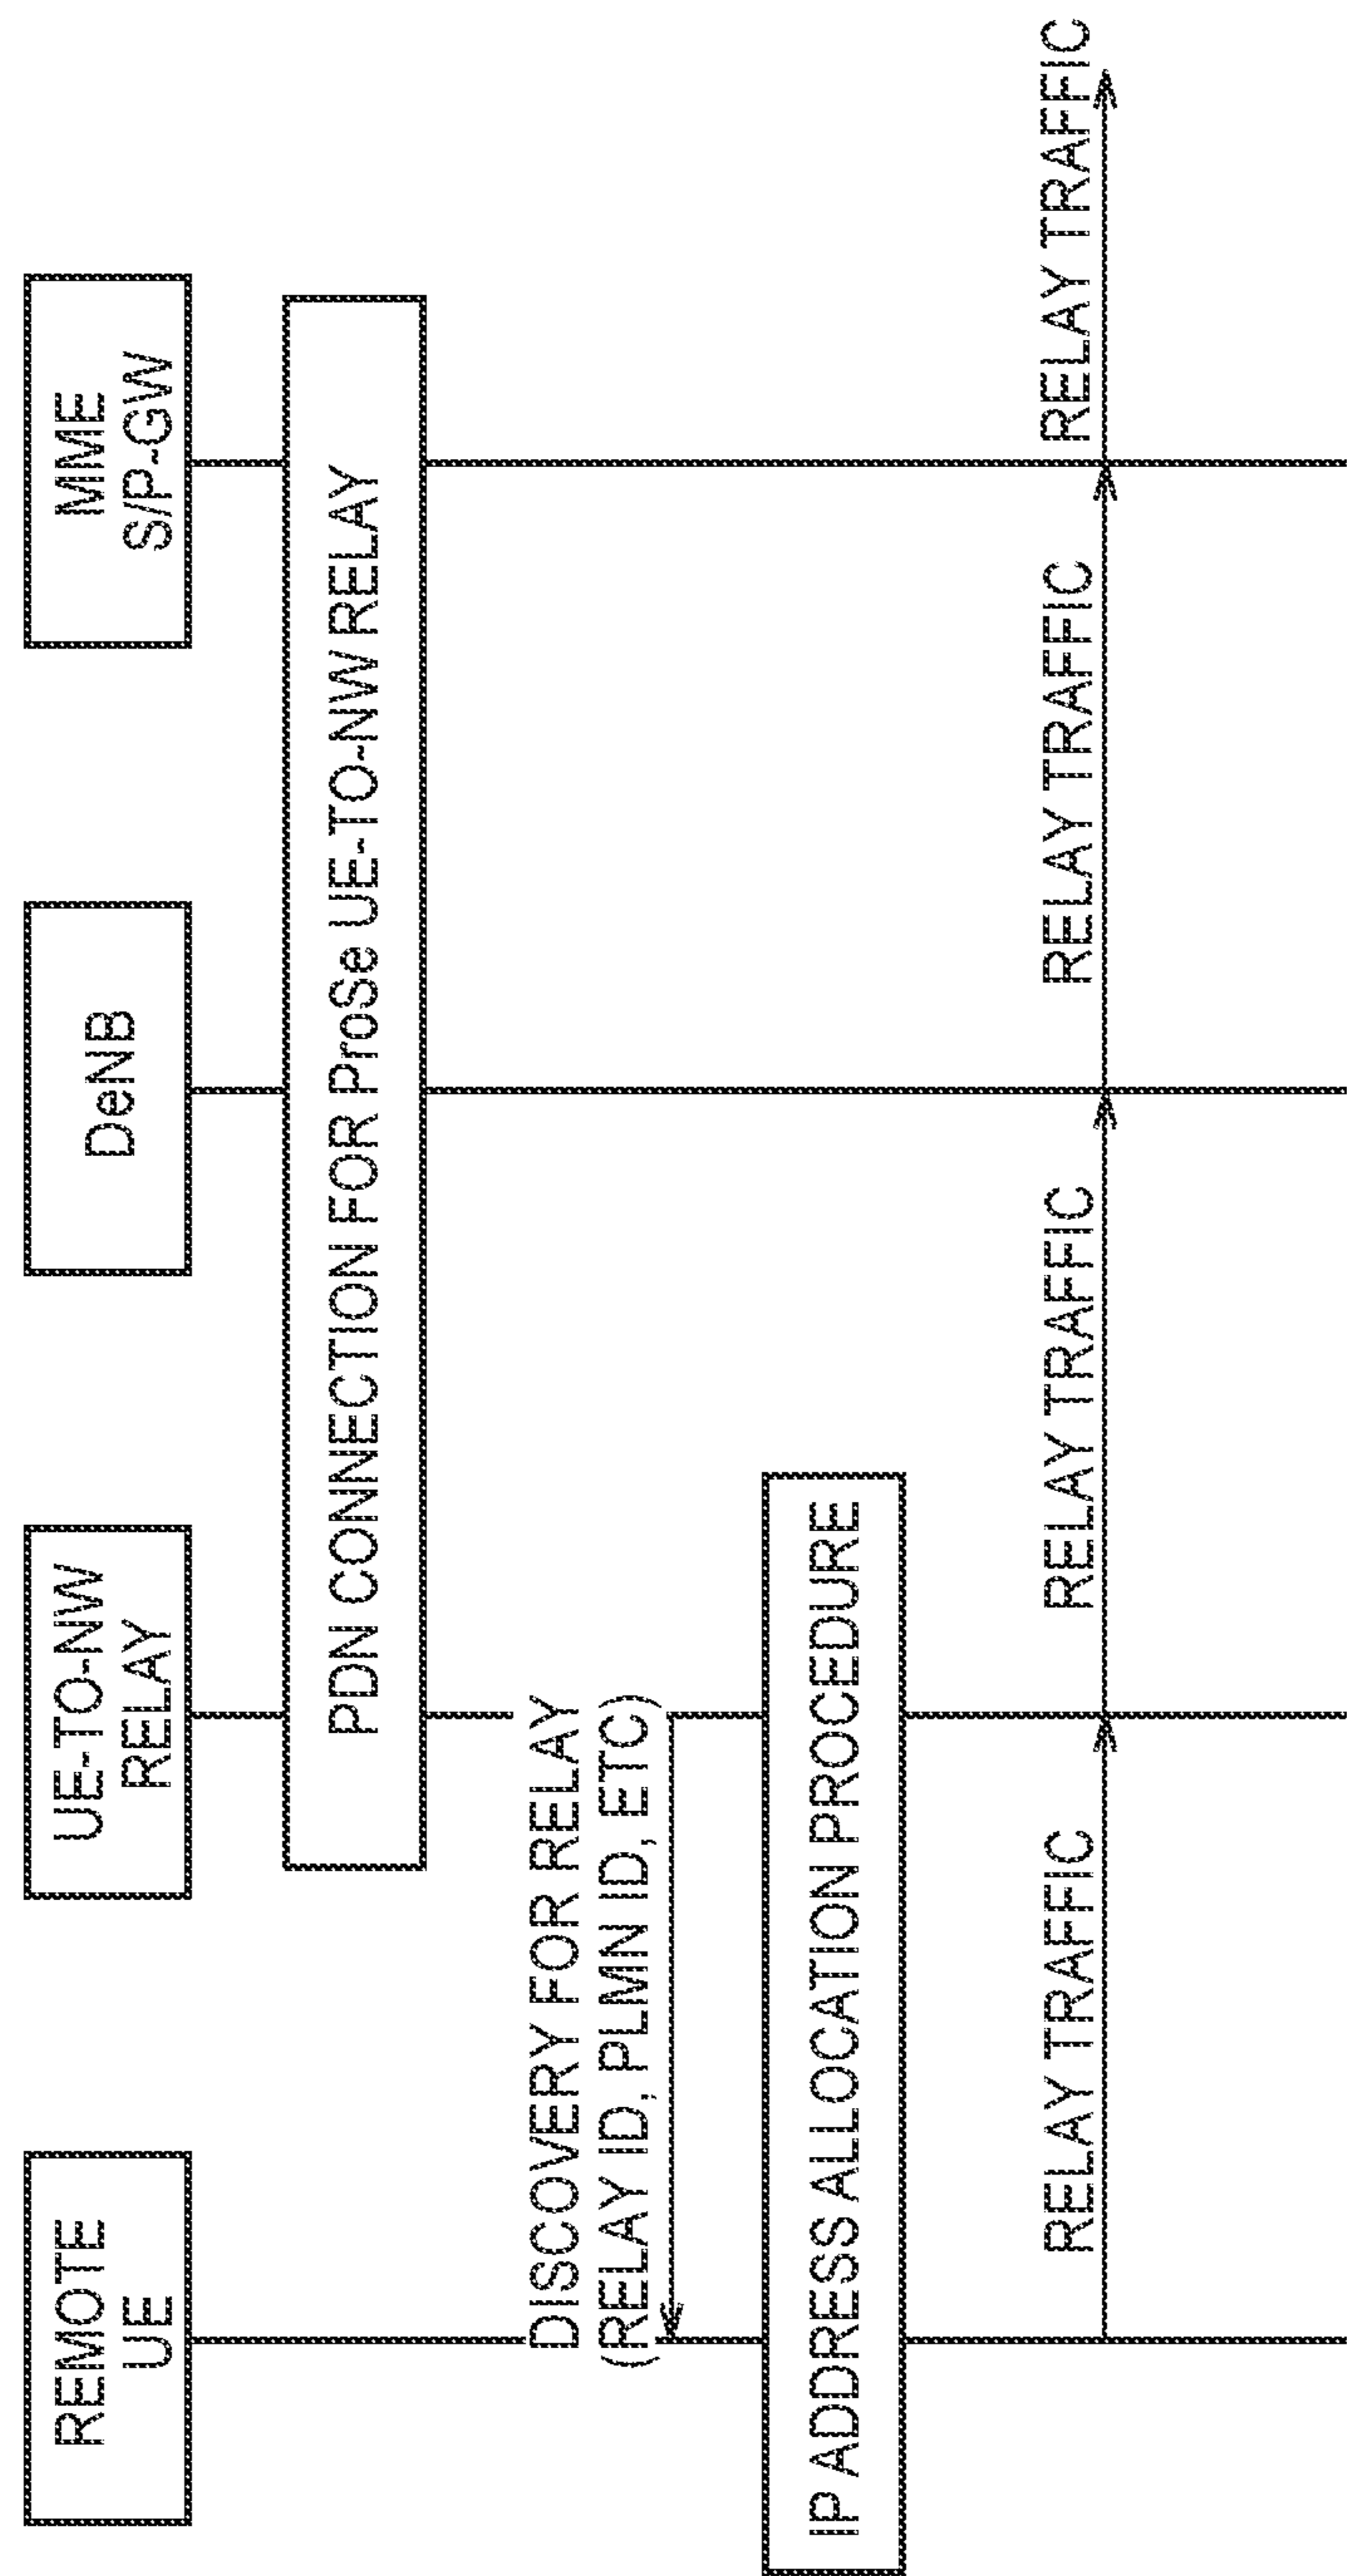 REMOTE
UE
UE-TO-NW
RELAY
DeNB
MME
S/P-GW
PDN CONNECTION FOR ProSe UE-TO-NW RELAY
DISCOVERY FOR RELAY
(RELAY ID, PLMN ID, ETC)
IP ADDRESS ALLOCATION PROCEDURE
RELAY TRAFFIC
RELAY TRAFFIC
RELAY TRAFFIC
RELAY TRAFFIC